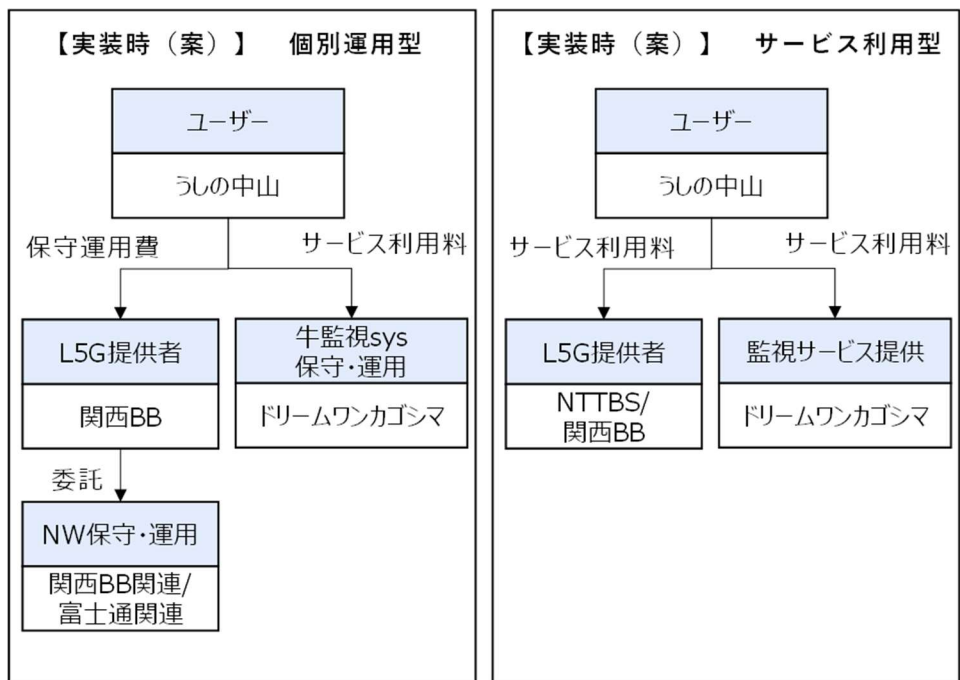 【実装時（案）】　個別運用型
ユーザー
うしの中山
保守運用費
サービス利用料
L5G提供者
関西BB
牛監視sys
保守・運用
ドリームワンカゴシマ
委託
NW保守・運用
関西BB関連/
富士通関連
【実装時（案）】　サービス利用型
ユーザー
うしの中山
サービス利用料
サービス利用料
L5G提供者
NTTBS/
関西BB
監視サービス提供
ドリームワンカゴシマ